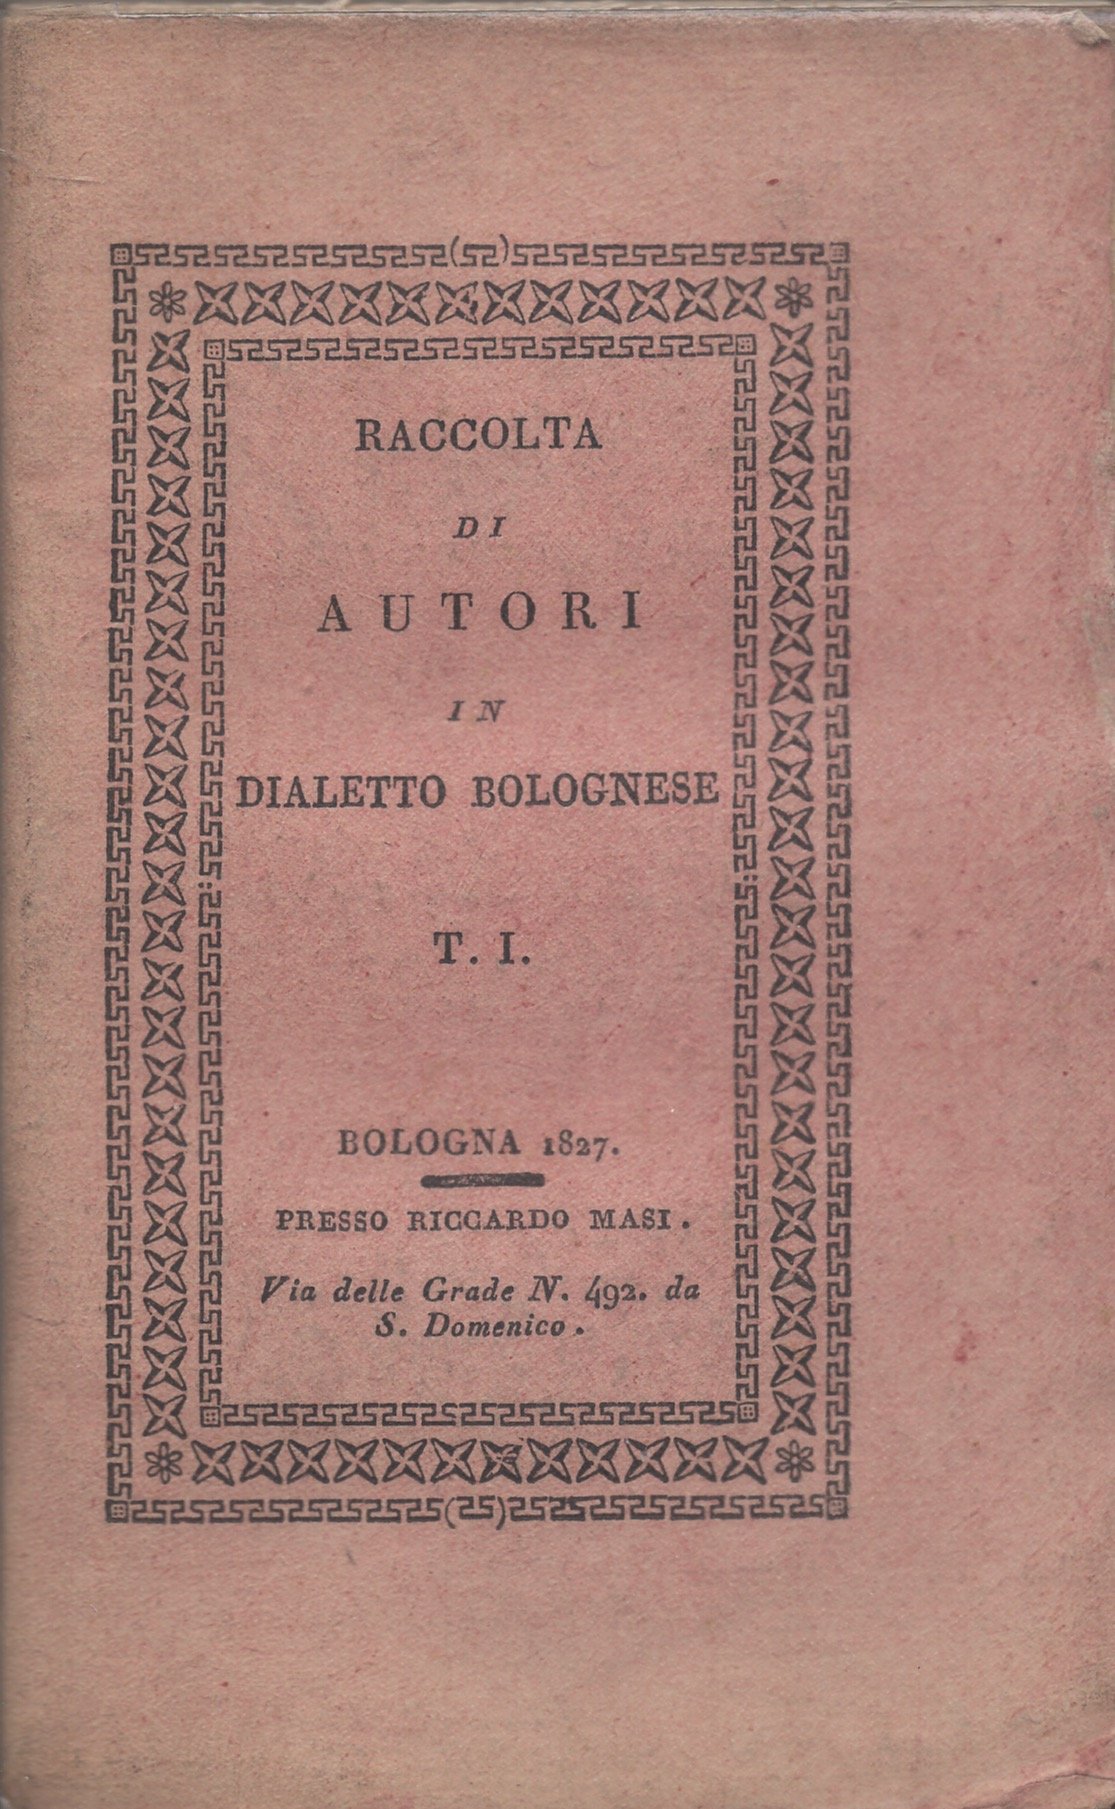 RACCOLTA
DI
AUTORI
IN
DIALETTO BOLOGNESE
T. I.
BOLOGNA 1827.
PRESSO RICCARDO MASI.
Via delle Grade N. 492. da
S. Domenico.